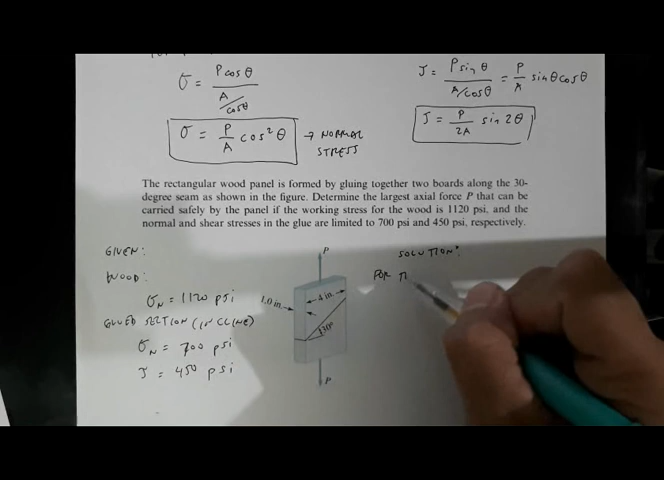 σ = P cos θ / (A / cos θ)
σ = P/A cos²θ → NORMAL STRESS
J = P sin θ / (A / cos θ) = P/A sin θ cos θ
J = P/2A sin 2θ
The rectangular wood panel is formed by gluing together two boards along the 30-
degree seam as shown in the figure. Determine the largest axial force P that can be
carried safely by the panel if the working stress for the wood is 1120 psi, and the
normal and shear stresses in the glue are limited to 700 psi and 450 psi, respectively.
GIVEN:
WOOD:
σN = 1120 psi
GLUED SECTION (INCLINE)
σN = 700 psi
J = 450 psi
P
4 in.
1.0 in.
30°
P
SOLUTION:
FOR